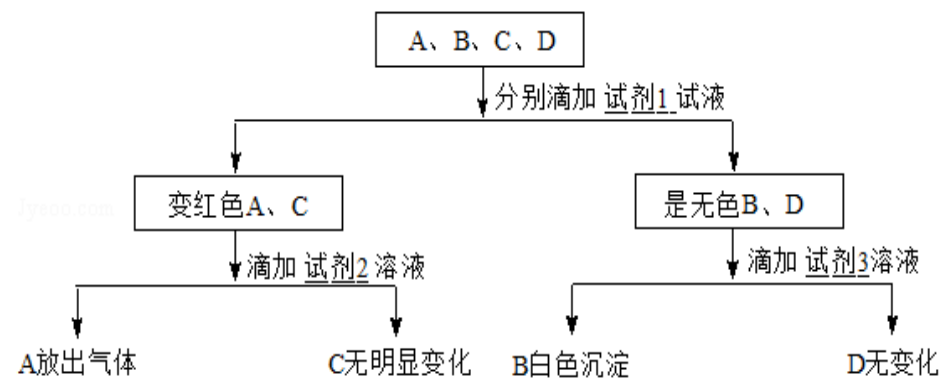 A、B、C、D
分别滴加 试剂1 试液
变红色A、C
是无色B、D
滴加 试剂2 溶液
滴加 试剂3溶液
A放出气体
C无明显变化
B白色沉淀
D无变化